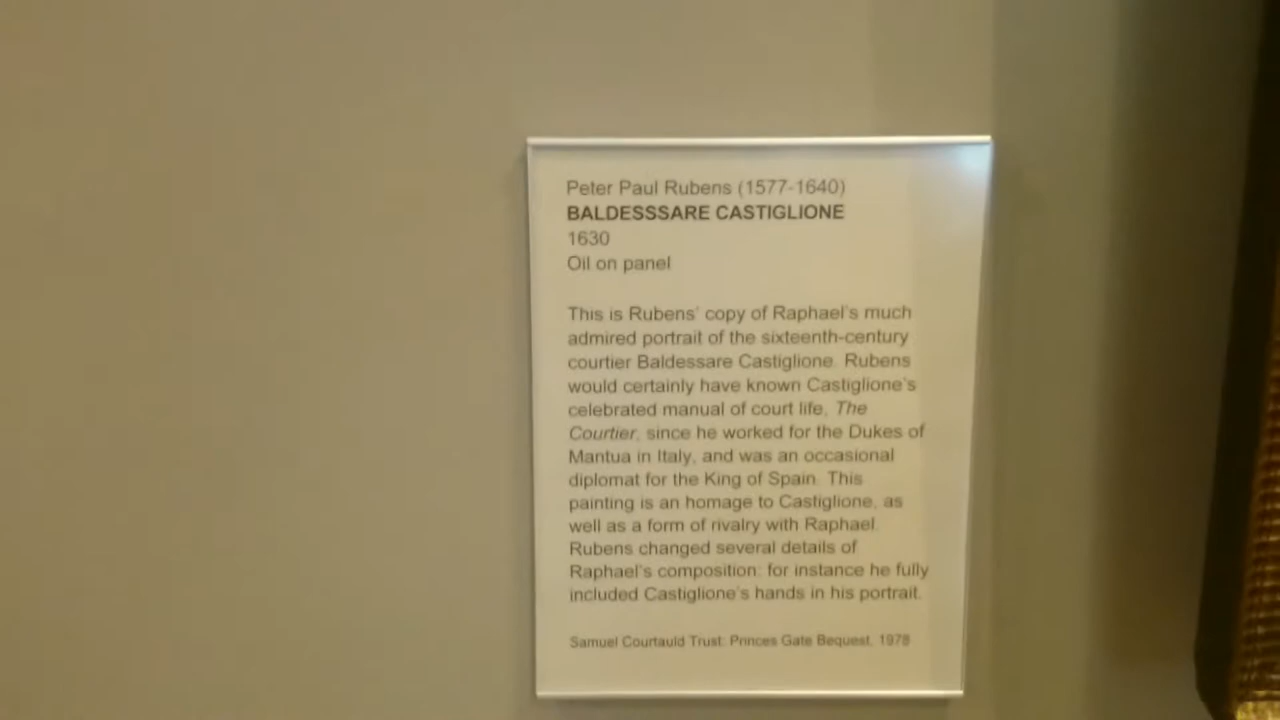 Peter Paul Rubens (1577-1640)
BALDESSSARE CASTIGLIONE
1630
Oil on panel
This is Rubens' copy of Raphael's much
admired portrait of the sixteenth-century
courtier Baldessare Castiglione. Rubens
would certainly have known Castiglione's
celebrated manual of court life, The
Courtier, since he worked for the Dukes of
Mantua in Italy, and was an occasional
diplomat for the King of Spain. This
painting is an homage to Castiglione, as
well as a form of rivalry with Raphael.
Rubens changed several details of
Raphael's composition: for instance he fully
included Castiglione's hands in his portrait.
Samuel Courtauld Trust: Princes Gate Bequest, 1978